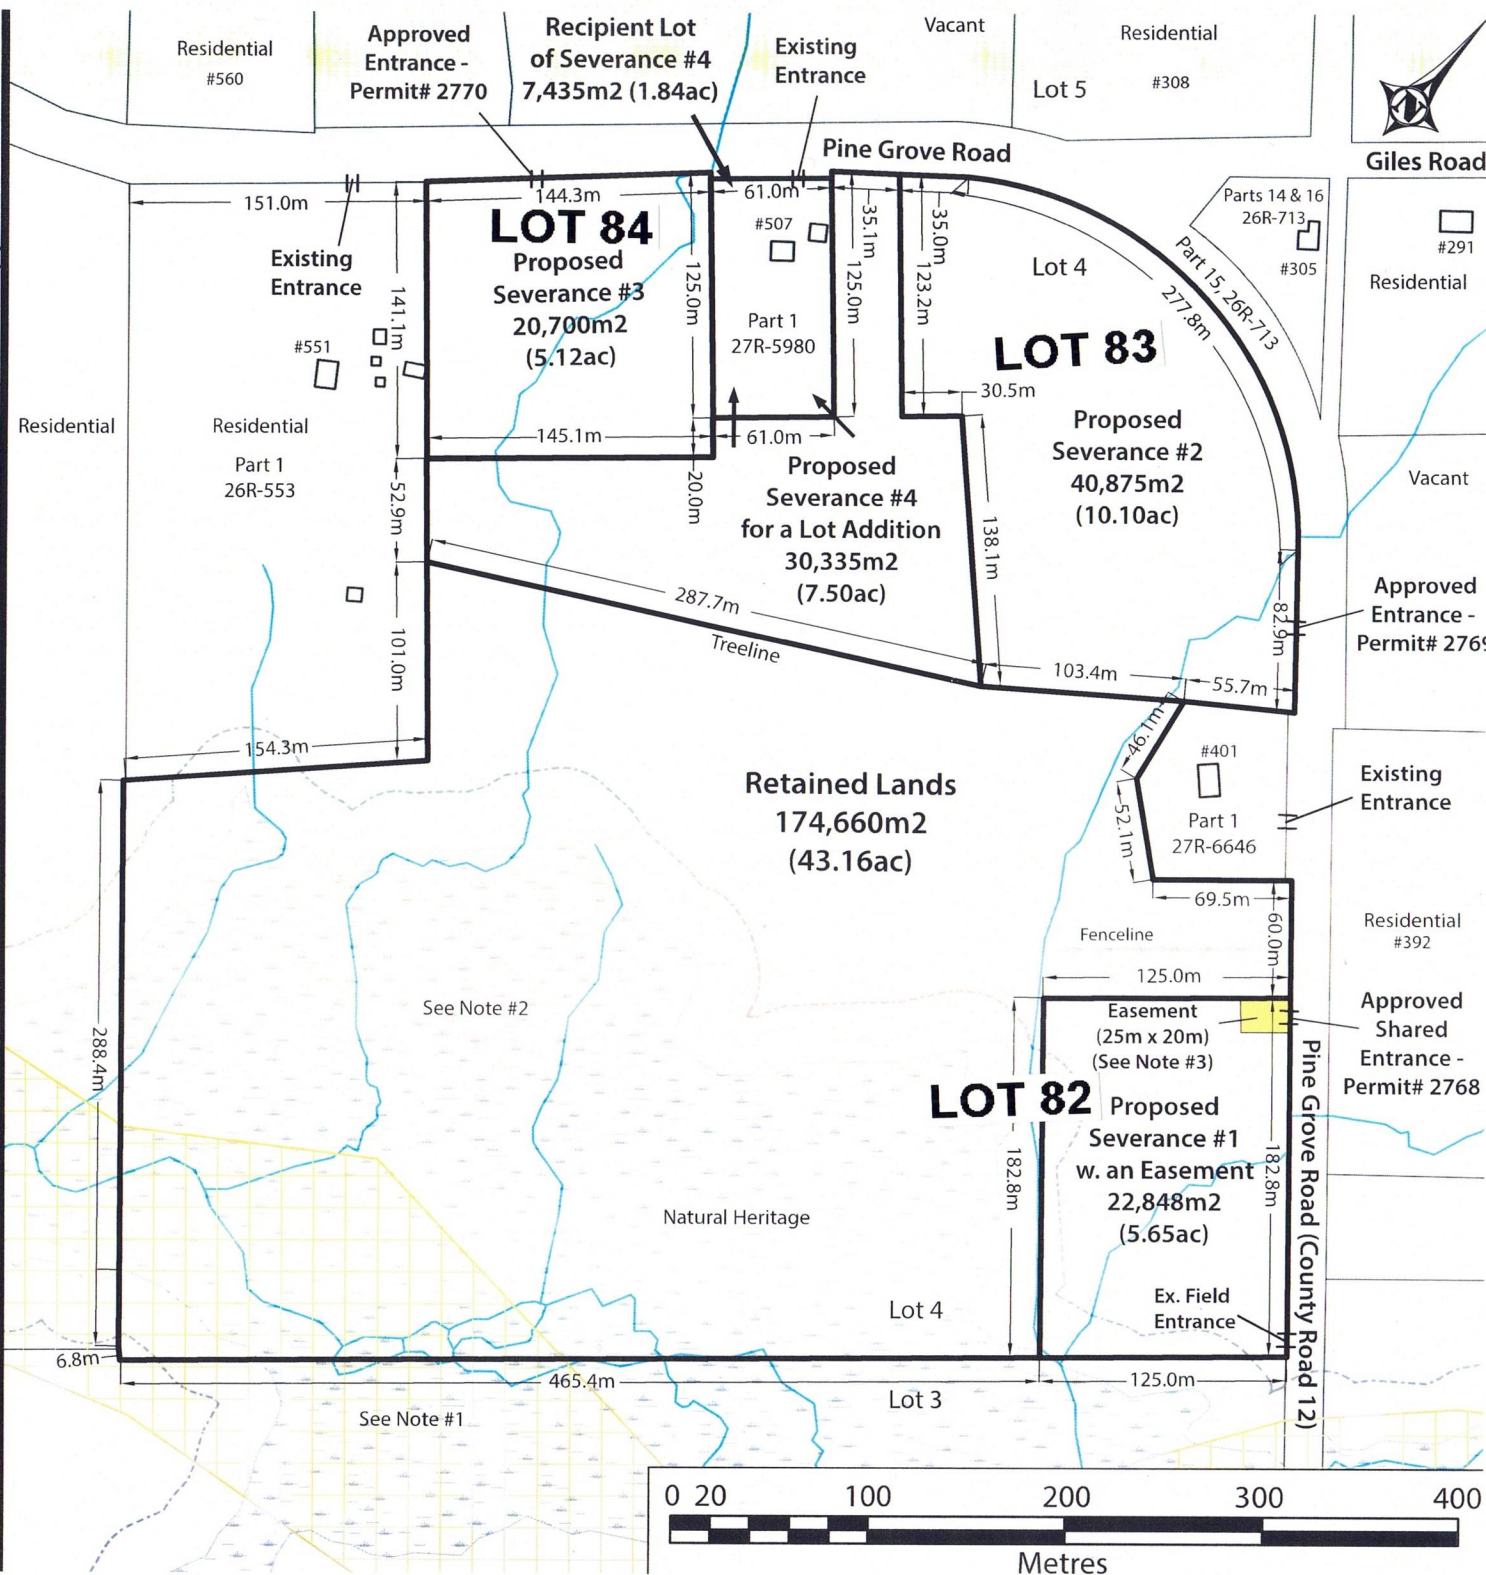 Residential
#560
Approved
Entrance -
Permit# 2770
Recipient Lot
of Severance #4
7,435m2 (1.84ac)
Existing
Entrance
Vacant
Lot 5
Residential
#308
N
Pine Grove Road
Giles Road
151.0m
144.3m
61.0m
35.1m
35.0m
Existing
Entrance
LOT 84
Proposed
Severance #3
20,700m2
(5.12ac)
141.1m
125.0m
#507
Part 1
27R-5980
125.0m
123.2m
Lot 4
277.8m
Part 15, 26R-713
Parts 14 & 16
26R-713
#305
#291
Residential
#551
LOT 83
30.5m
Proposed
Severance #2
40,875m2
(10.10ac)
Residential
Residential
Part 1
26R-553
145.1m
61.0m
52.9m
20.0m
Proposed
Severance #4
for a Lot Addition
30,335m2
(7.50ac)
138.1m
Vacant
287.7m
Treeline
101.0m
82.9m
Approved
Entrance -
Permit# 2769
103.4m
55.7m
154.3m
46.1m
52.1m
#401
Part 1
27R-6646
Existing
Entrance
Retained Lands
174,660m2
(43.16ac)
69.5m
60.0m
Fenceline
Residential
#392
125.0m
See Note #2
288.4m
Easement
(25m x 20m)
(See Note #3)
Approved
Shared
Entrance -
Permit# 2768
LOT 82
Proposed
Severance #1
w. an Easement
22,848m2
(5.65ac)
182.8m
182.8m
Pine Grove Road (County Road 12)
Natural Heritage
Ex. Field
Entrance
Lot 4
6.8m
465.4m
125.0m
Lot 3
See Note #1
0 20 100 200 300 400
Metres